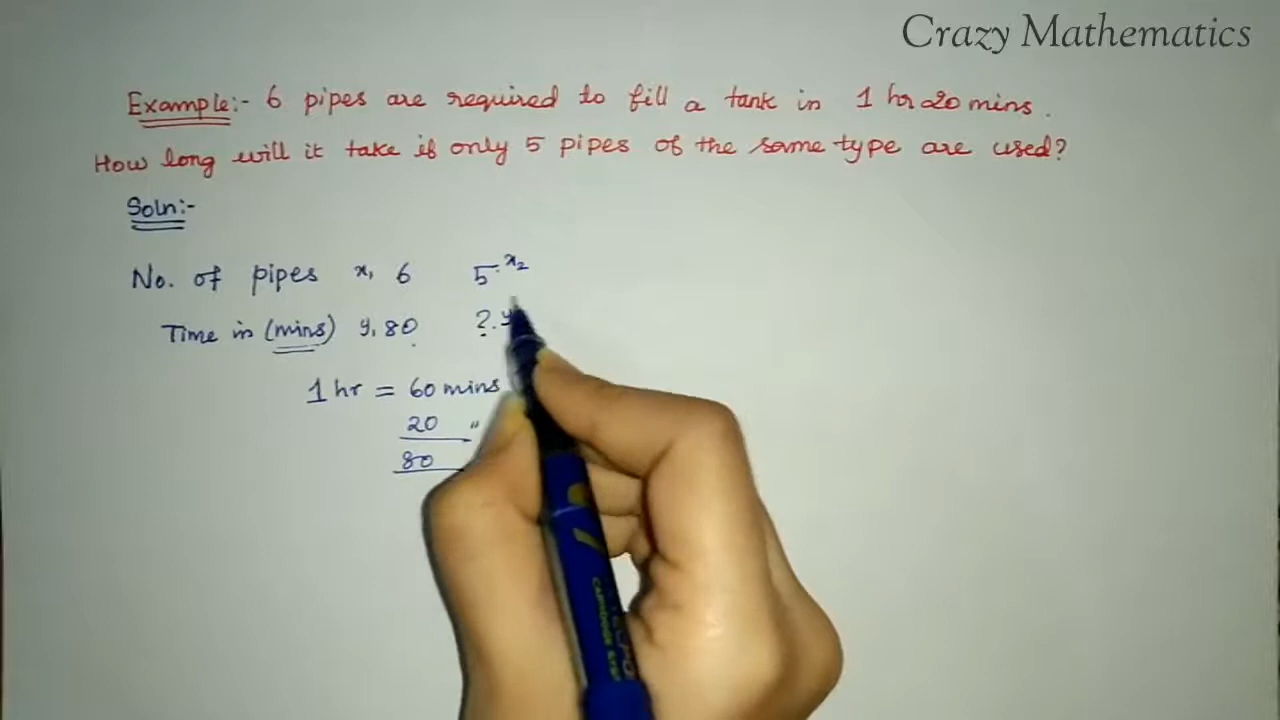 Crazy Mathematics
Example:- 6 pipes are required to fill a tank in 1 hr 20 mins.
How long will it take if only 5 pipes of the same type are used?
Soln:-
No. of pipes x₁ 6 5 x₂
Time in (mins) y₁ 80 ? y
1 hr = 60 mins
20 "
80